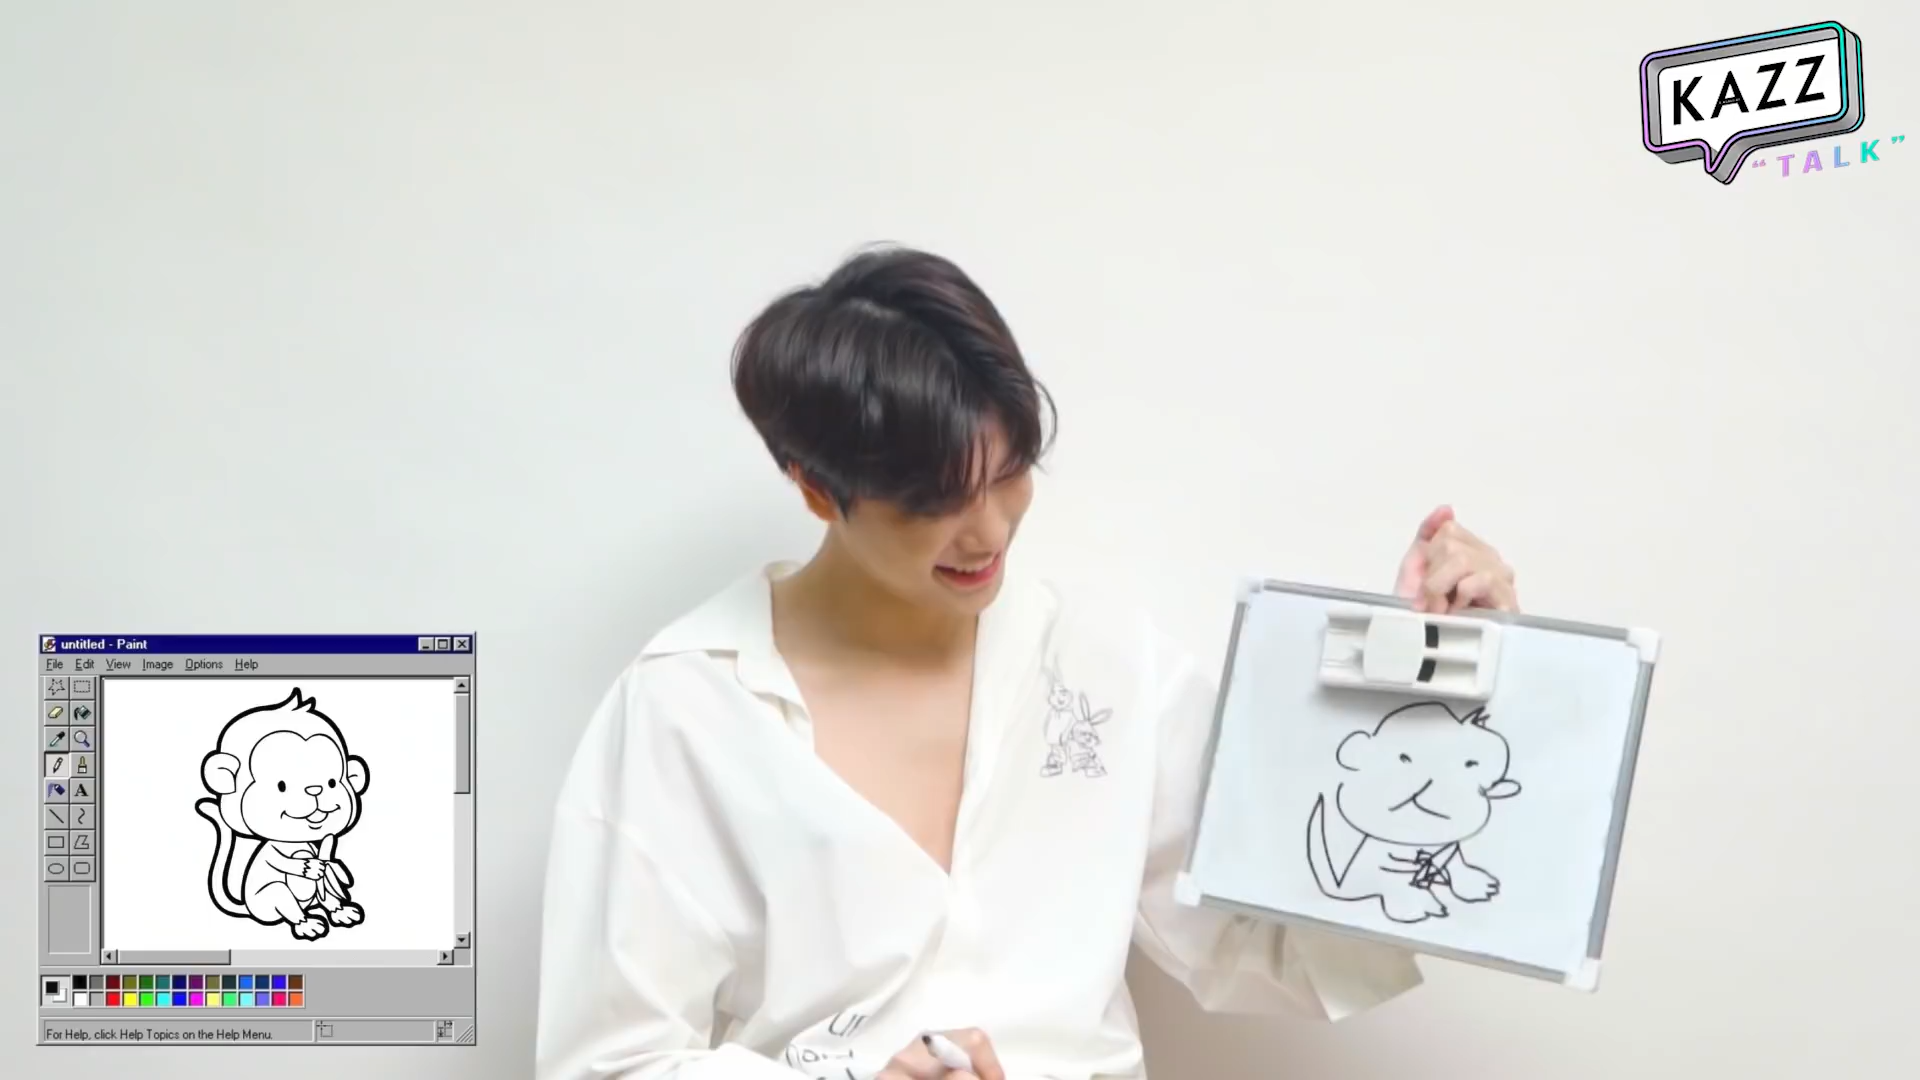 KAZZ
"TALK"
untitled - Paint
File Edit View Image Options Help
A
For Help, click Help Topics on the Help Menu.